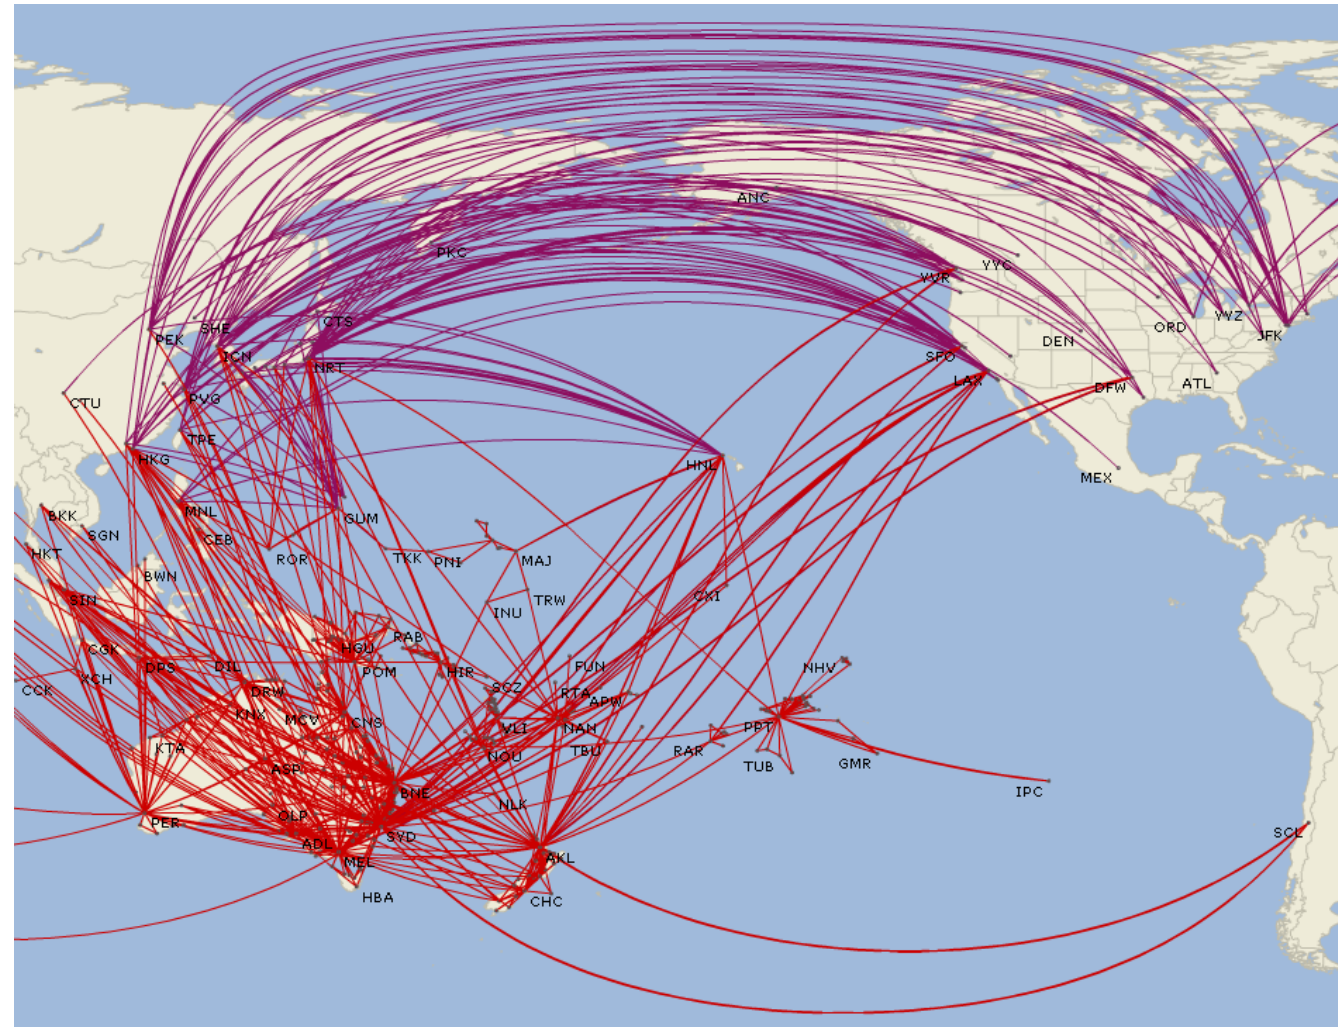 ANC
PKC
YVR
YYC
SHE
CTS
PEK
ICN
NRT
SFO
DEN
ORD
YYZ
JFK
LAX
DFW
ATL
CTU
PVG
TPE
HKG
HNL
MEX
MNL
GUM
BKK
SGN
CEB
HKT
ROR
TKK
PNI
MAJ
BWN
SIN
TRW
INU
CXI
CGK
HGU
RAB
DPS
DIL
POM
HIR
FUN
NHV
XCH
CCK
DRW
SCZ
RTA
APW
KNX
MCV
CNS
VLI
NAN
PPT
KTA
NOU
TBU
RAR
TUB
GMR
ASP
BNE
IPC
NLK
OLP
PER
SYD
SCL
ADL
MEL
AKL
HBA
CHC